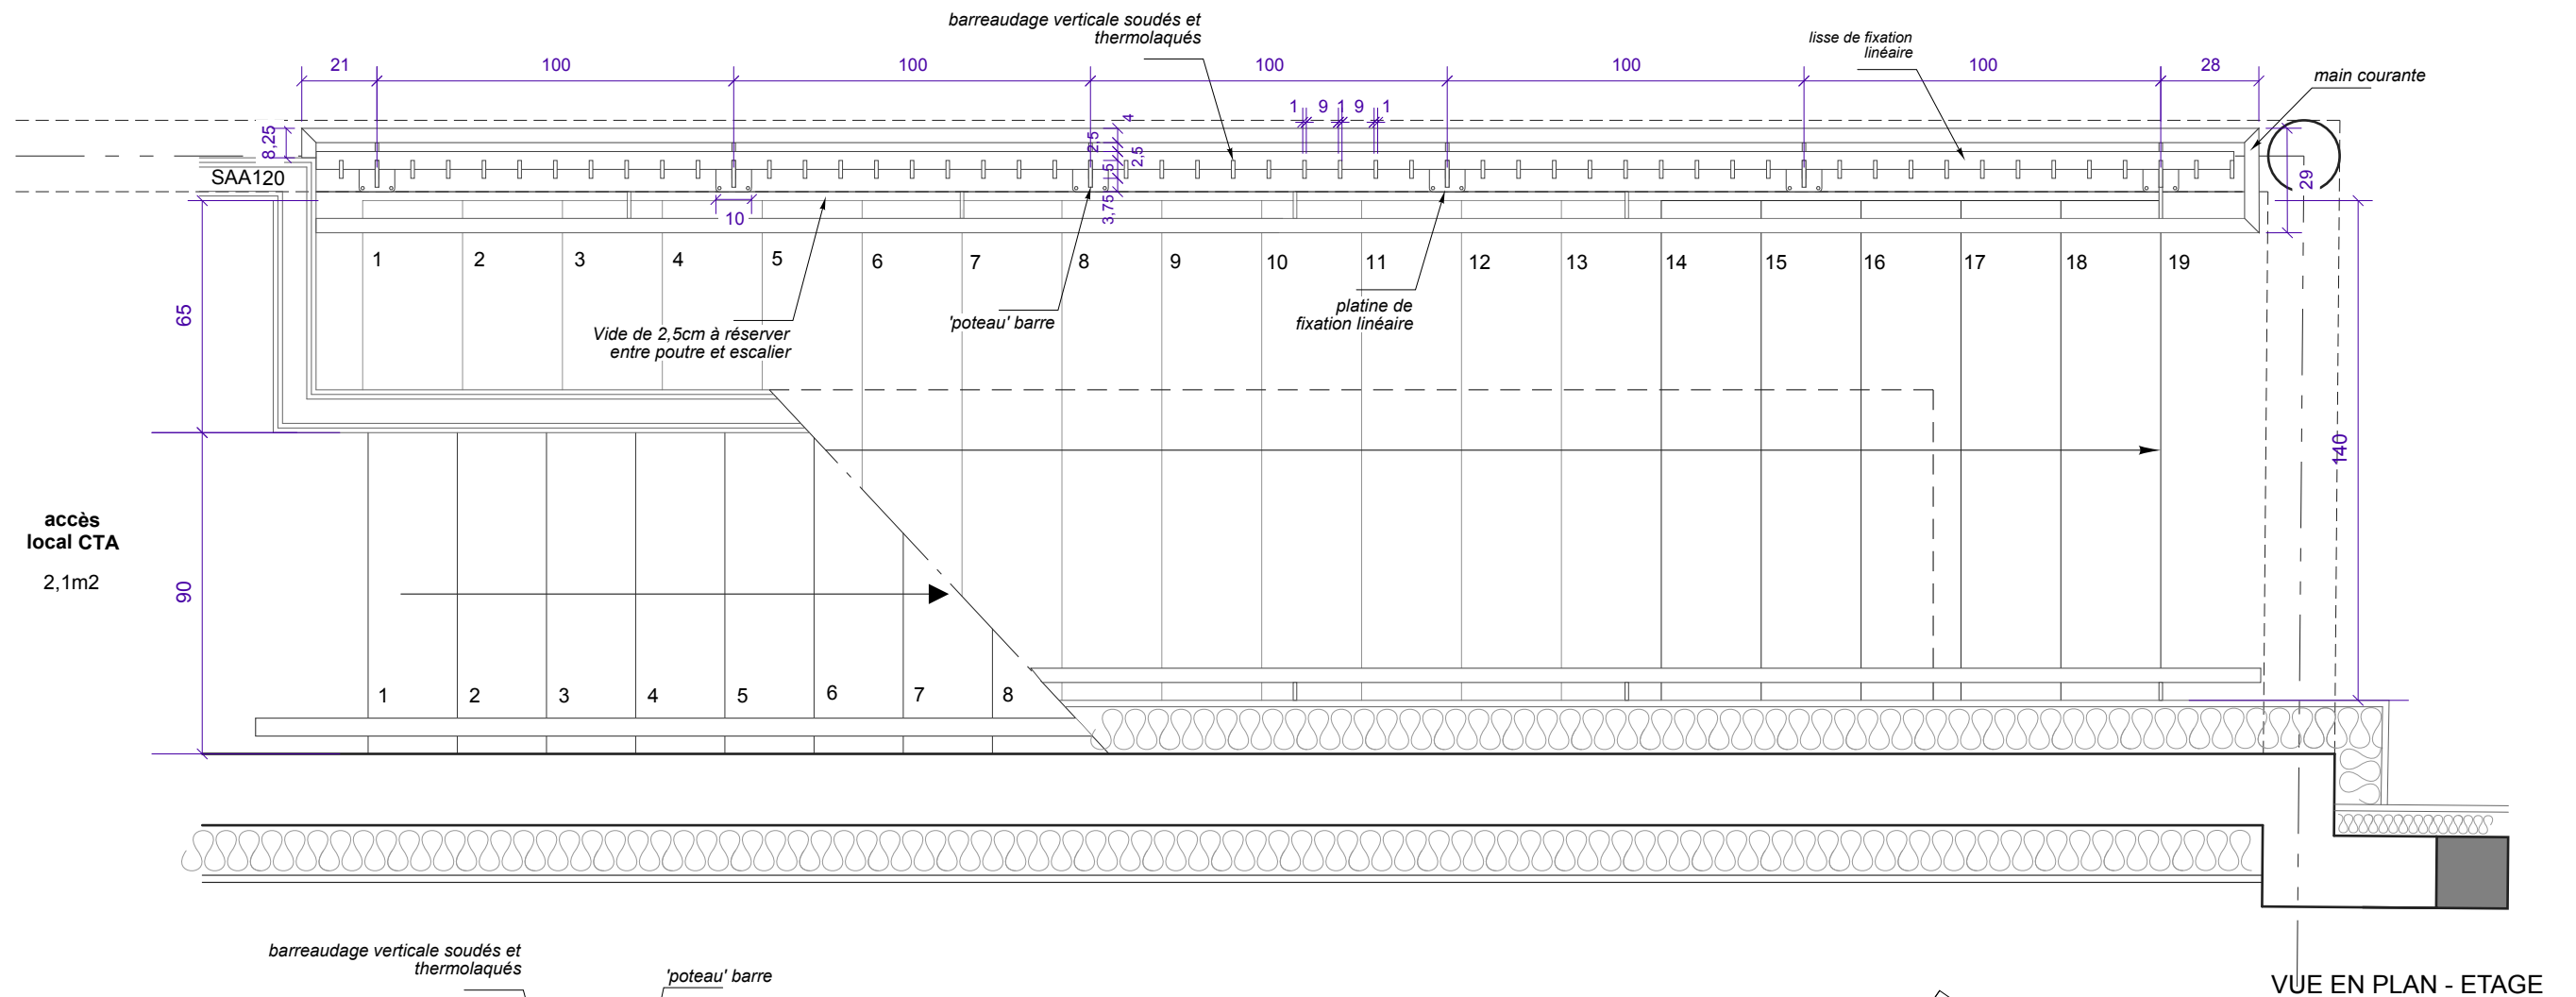 barreaudage verticale soudés et
thermolaqués
lisse de fixation
linéaire
main courante
21
100
100
100
100
100
28
1
9
1
9
1
4
8,25
2,5
2,5
5
3,75
29
SAA120
10
1
2
3
4
5
6
7
8
9
10
11
12
13
14
15
16
17
18
19
65
Vide de 2,5cm à réserver
entre poutre et escalier
'poteau' barre
platine de
fixation linéaire
140
accès
local CTA
2,1m2
90
1
2
3
4
5
6
7
8
barreaudage verticale soudés et
thermolaqués
'poteau' barre
VUE EN PLAN - ETAGE